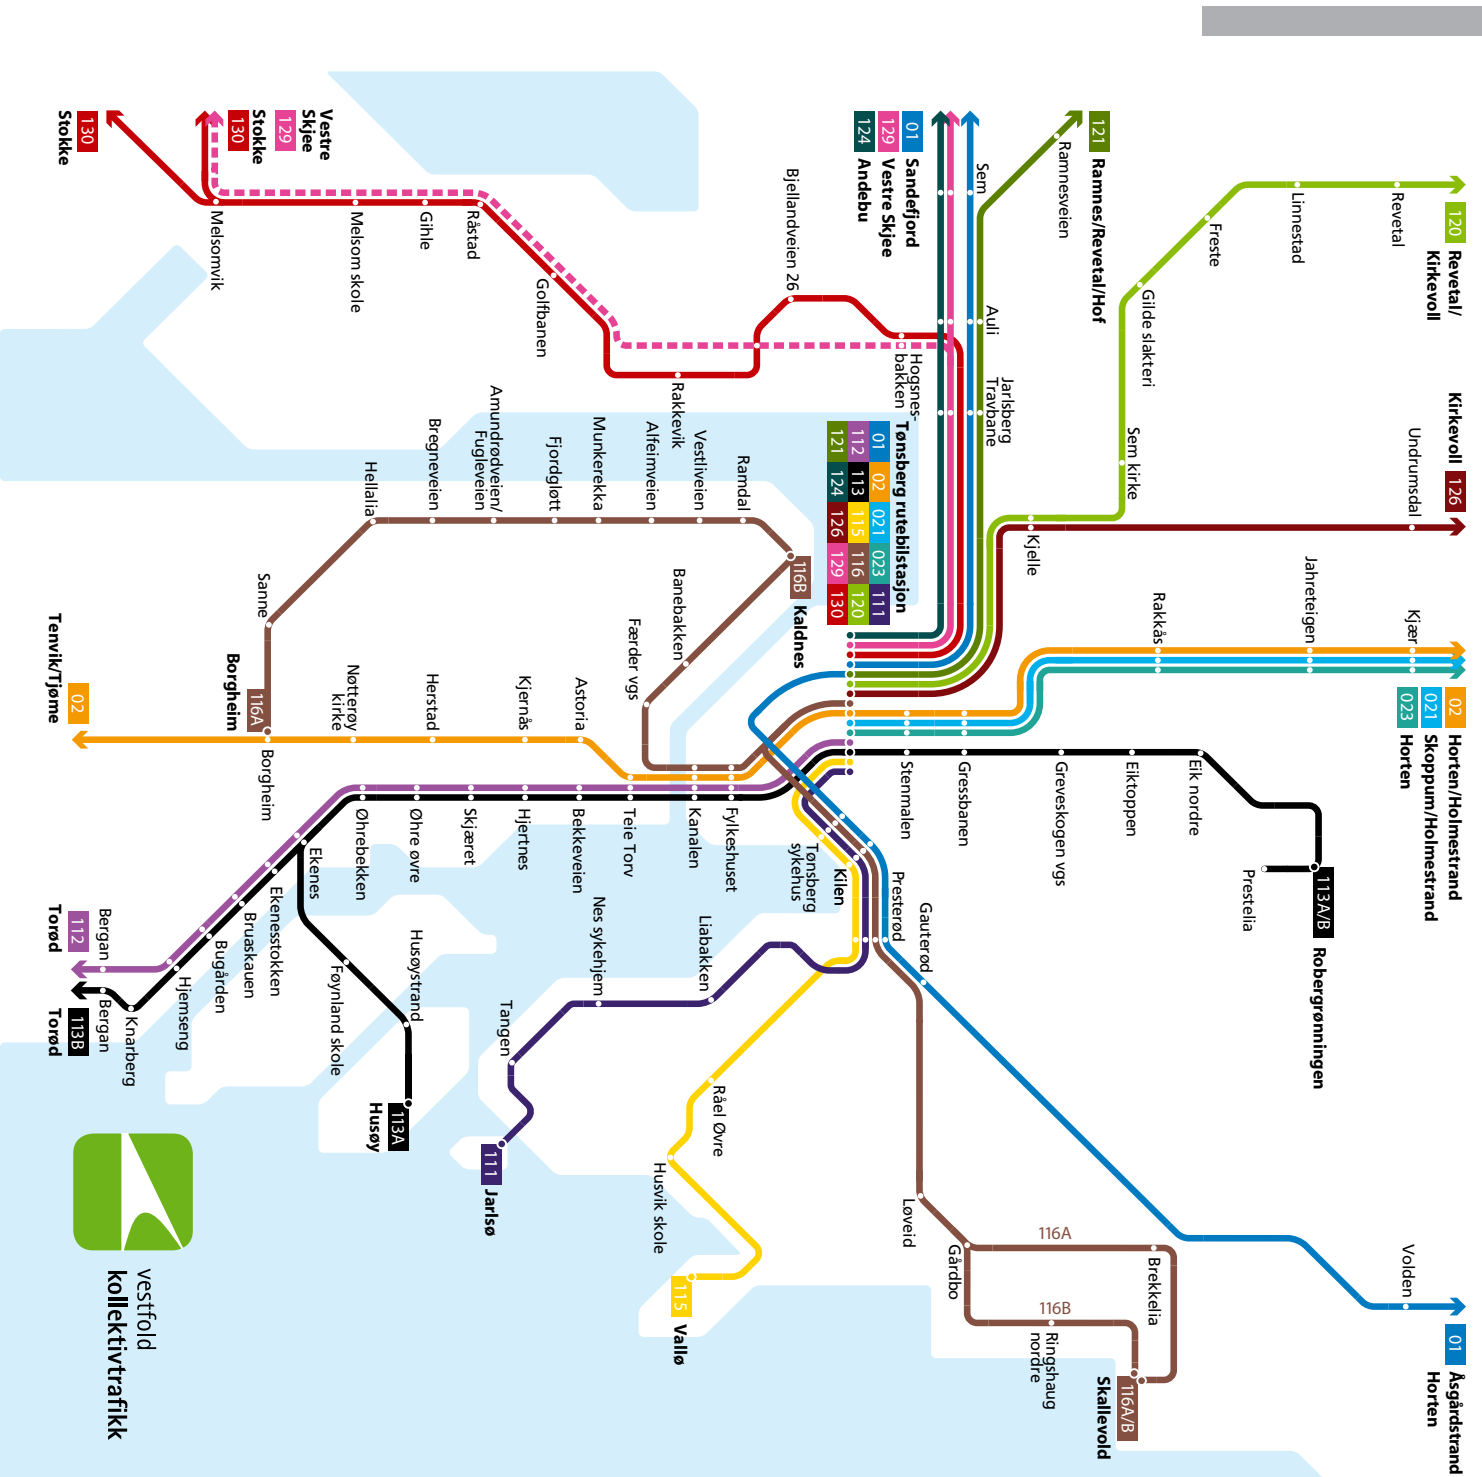 120
Revetal/
Kirkevoll
Revetal
Linnestad
Freste
Gilde slakteri
Sem kirke
Kirkevoll 126
Undrumsdal
Kjelle
121 Ramnes/Revetal/Hof
Ramnesveien
01 Sandefjord
129 Vestre Skjee
124 Andebu
Sem
Auli
Jarlsberg
Travbane
Hogsnes-
bakken
Bjellandveien 26
Rakkevik
Golfbanen
Råstad
Gihle
Melsom skole
Melsomvik
Vestre
Skjee
129
Stokke
130
130
Stokke
Tønsberg rutebilstasjon
01 02 021 023 111
112 113 115 116 120
121 124 126 129 130
Jahreteigen
Rakkås
Kjær
02 Horten/Holmestrand
021 Skoppum/Holmestrand
023 Horten
Stenmalen
Gressbanen
Greveskogen vgs
Eiktoppen
Eik nordre
Prestelia
113A/B Robergrønningen
116B Kaldnes
Ramdal
Vestliveien
Alfeimveien
Munkerekka
Fjordgløtt
Amundrødveien/
Fugleveien
Bregneveien
Hellalia
Sanne
116A
Borgheim
Banebakken
Færder vgs
Astoria
Kjernås
Herstad
Nøtterøy
kirke
Borgheim
02
Tenvik/Tjøme
Fylkeshuset
Kanalen
Teie Torv
Bekkeveien
Hjertnes
Skjæret
Øhre øvre
Øhrebekken
Ekenes
Ekenesstokken
Bruaskauen
Bugården
Hjemseng
Knarberg
Bergan
112
Torød
Bergan
113B
Torød
Føynland skole
Husøystrand
113A
Husøy
Tønsberg
sykehus
Kilen
Presterød
Gauterød
Liabakken
Nes sykehjem
Tangen
111 Jarlsø
Råel Øvre
Husvik skole
115 Vallø
Løveid
Gårdbo
116A
Brekkelia
116B
Ringshaug
nordre
116A/B
Skallevold
Volden
01 Åsgårdstrand
Horten
vestfold
kollektivtrafikk